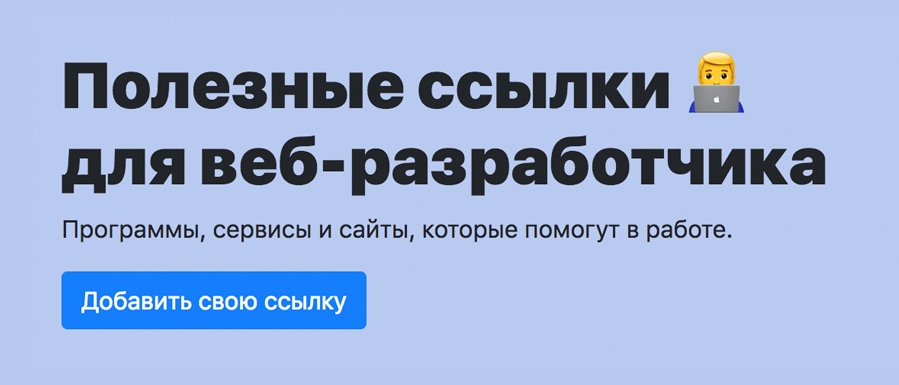 Полезные ссылки 👨‍💻
для веб-разработчика
Программы, сервисы и сайты, которые помогут в работе.
Добавить свою ссылку